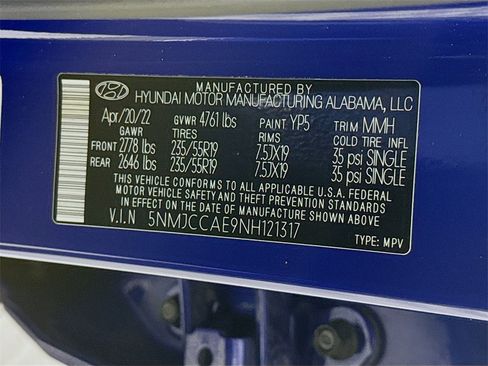 MANUFACTURED BY
HYUNDAI MOTOR MANUFACTURING ALABAMA, LLC
Apr/20/22 GVWR 4761 lbs PAINT YP5 TRIM MMH
GAWR TIRES RIMS COLD TIRE INFL
FRONT 2778 lbs 235/55R19 7.5JX19 35 psi SINGLE
REAR 2646 lbs 235/55R19 7.5JX19 35 psi SINGLE
THIS VEHICLE CONFORMS TO ALL APPLICABLE U.S.A. FEDERAL
MOTOR VEHICLE SAFETY AND THEFT PREVENTION STANDARDS
IN EFFECT ON THE DATE OF MANUFACTURE SHOWN ABOVE.
V.I.N 5NMJCCAE9NH121317
TYPE: MPV